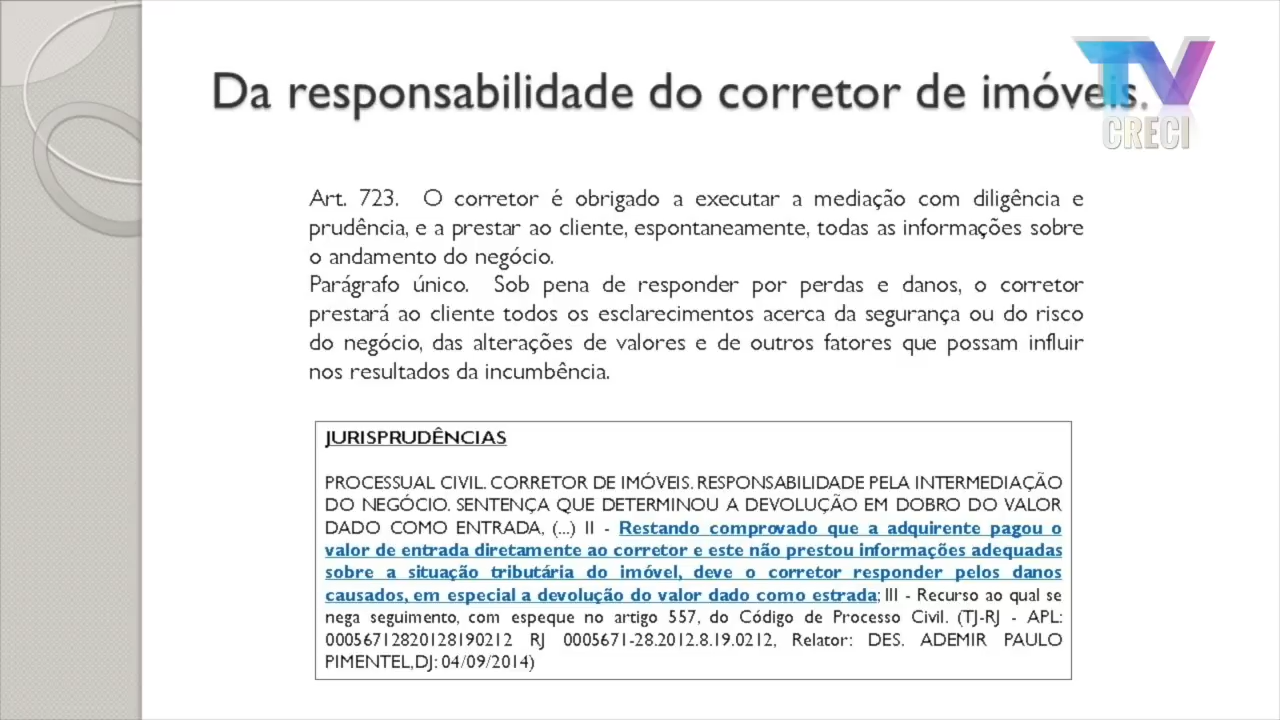 Da responsabilidade do corretor de imóveis.
TV
CRECI
Art. 723. O corretor é obrigado a executar a mediação com diligência e
prudência, e a prestar ao cliente, espontaneamente, todas as informações sobre
o andamento do negócio.
Parágrafo único. Sob pena de responder por perdas e danos, o corretor
prestará ao cliente todos os esclarecimentos acerca da segurança ou do risco
do negócio, das alterações de valores e de outros fatores que possam influir
nos resultados da incumbência.
JURISPRUDÊNCIAS
PROCESSUAL CIVIL. CORRETOR DE IMÓVEIS. RESPONSABILIDADE PELA INTERMEDIAÇÃO
DO NEGÓCIO. SENTENÇA QUE DETERMINOU A DEVOLUÇÃO EM DOBRO DO VALOR
DADO COMO ENTRADA, (...) II - Restando comprovado que a adquirente pagou o
valor de entrada diretamente ao corretor e este não prestou informações adequadas
sobre a situação tributária do imóvel, deve o corretor responder pelos danos
causados, em especial a devolução do valor dado como estrada; III - Recurso ao qual se
nega seguimento, com espeque no artigo 557, do Código de Processo Civil. (TJ-RJ - APL:
00056712820128190212 RJ 0005671-28.2012.8.19.0212, Relator: DES. ADEMIR PAULO
PIMENTEL,DJ: 04/09/2014)